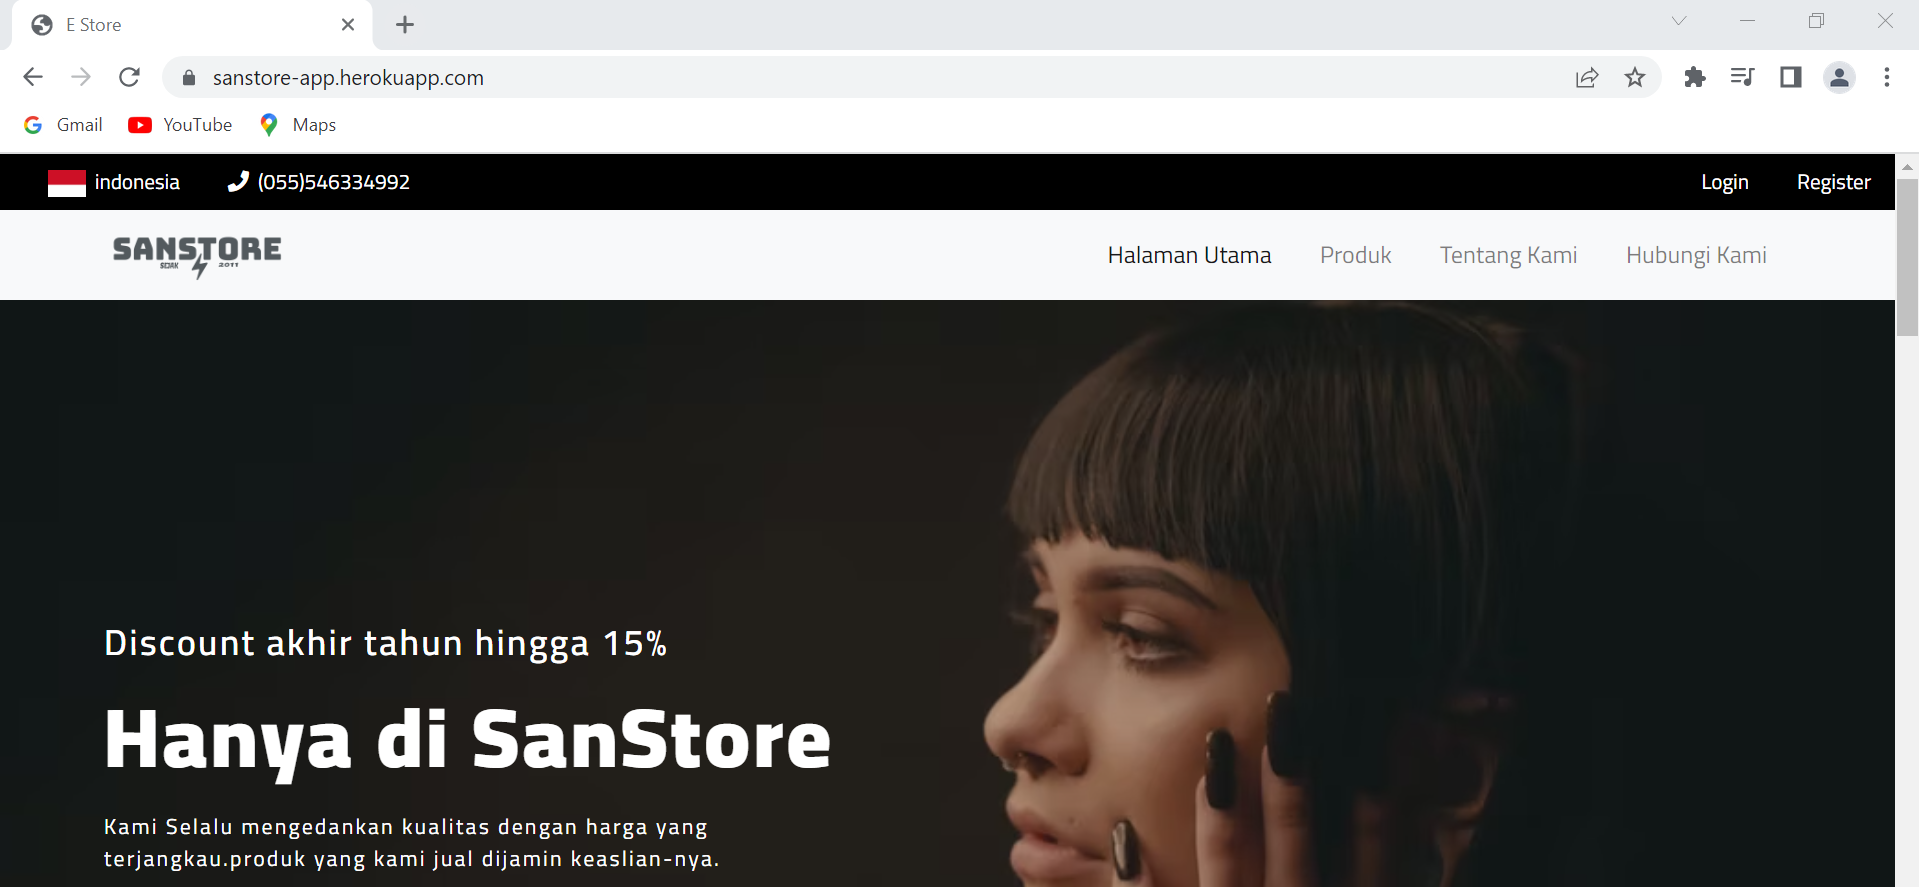 E Store
sanstore-app.herokuapp.com
Gmail YouTube Maps
indonesia (055)546334992 Login Register
SANSTORE
SEJAK 2011
Halaman Utama Produk Tentang Kami Hubungi Kami
Discount akhir tahun hingga 15%
Hanya di SanStore
Kami Selalu mengedankan kualitas dengan harga yang
terjangkau.produk yang kami jual dijamin keaslian-nya.